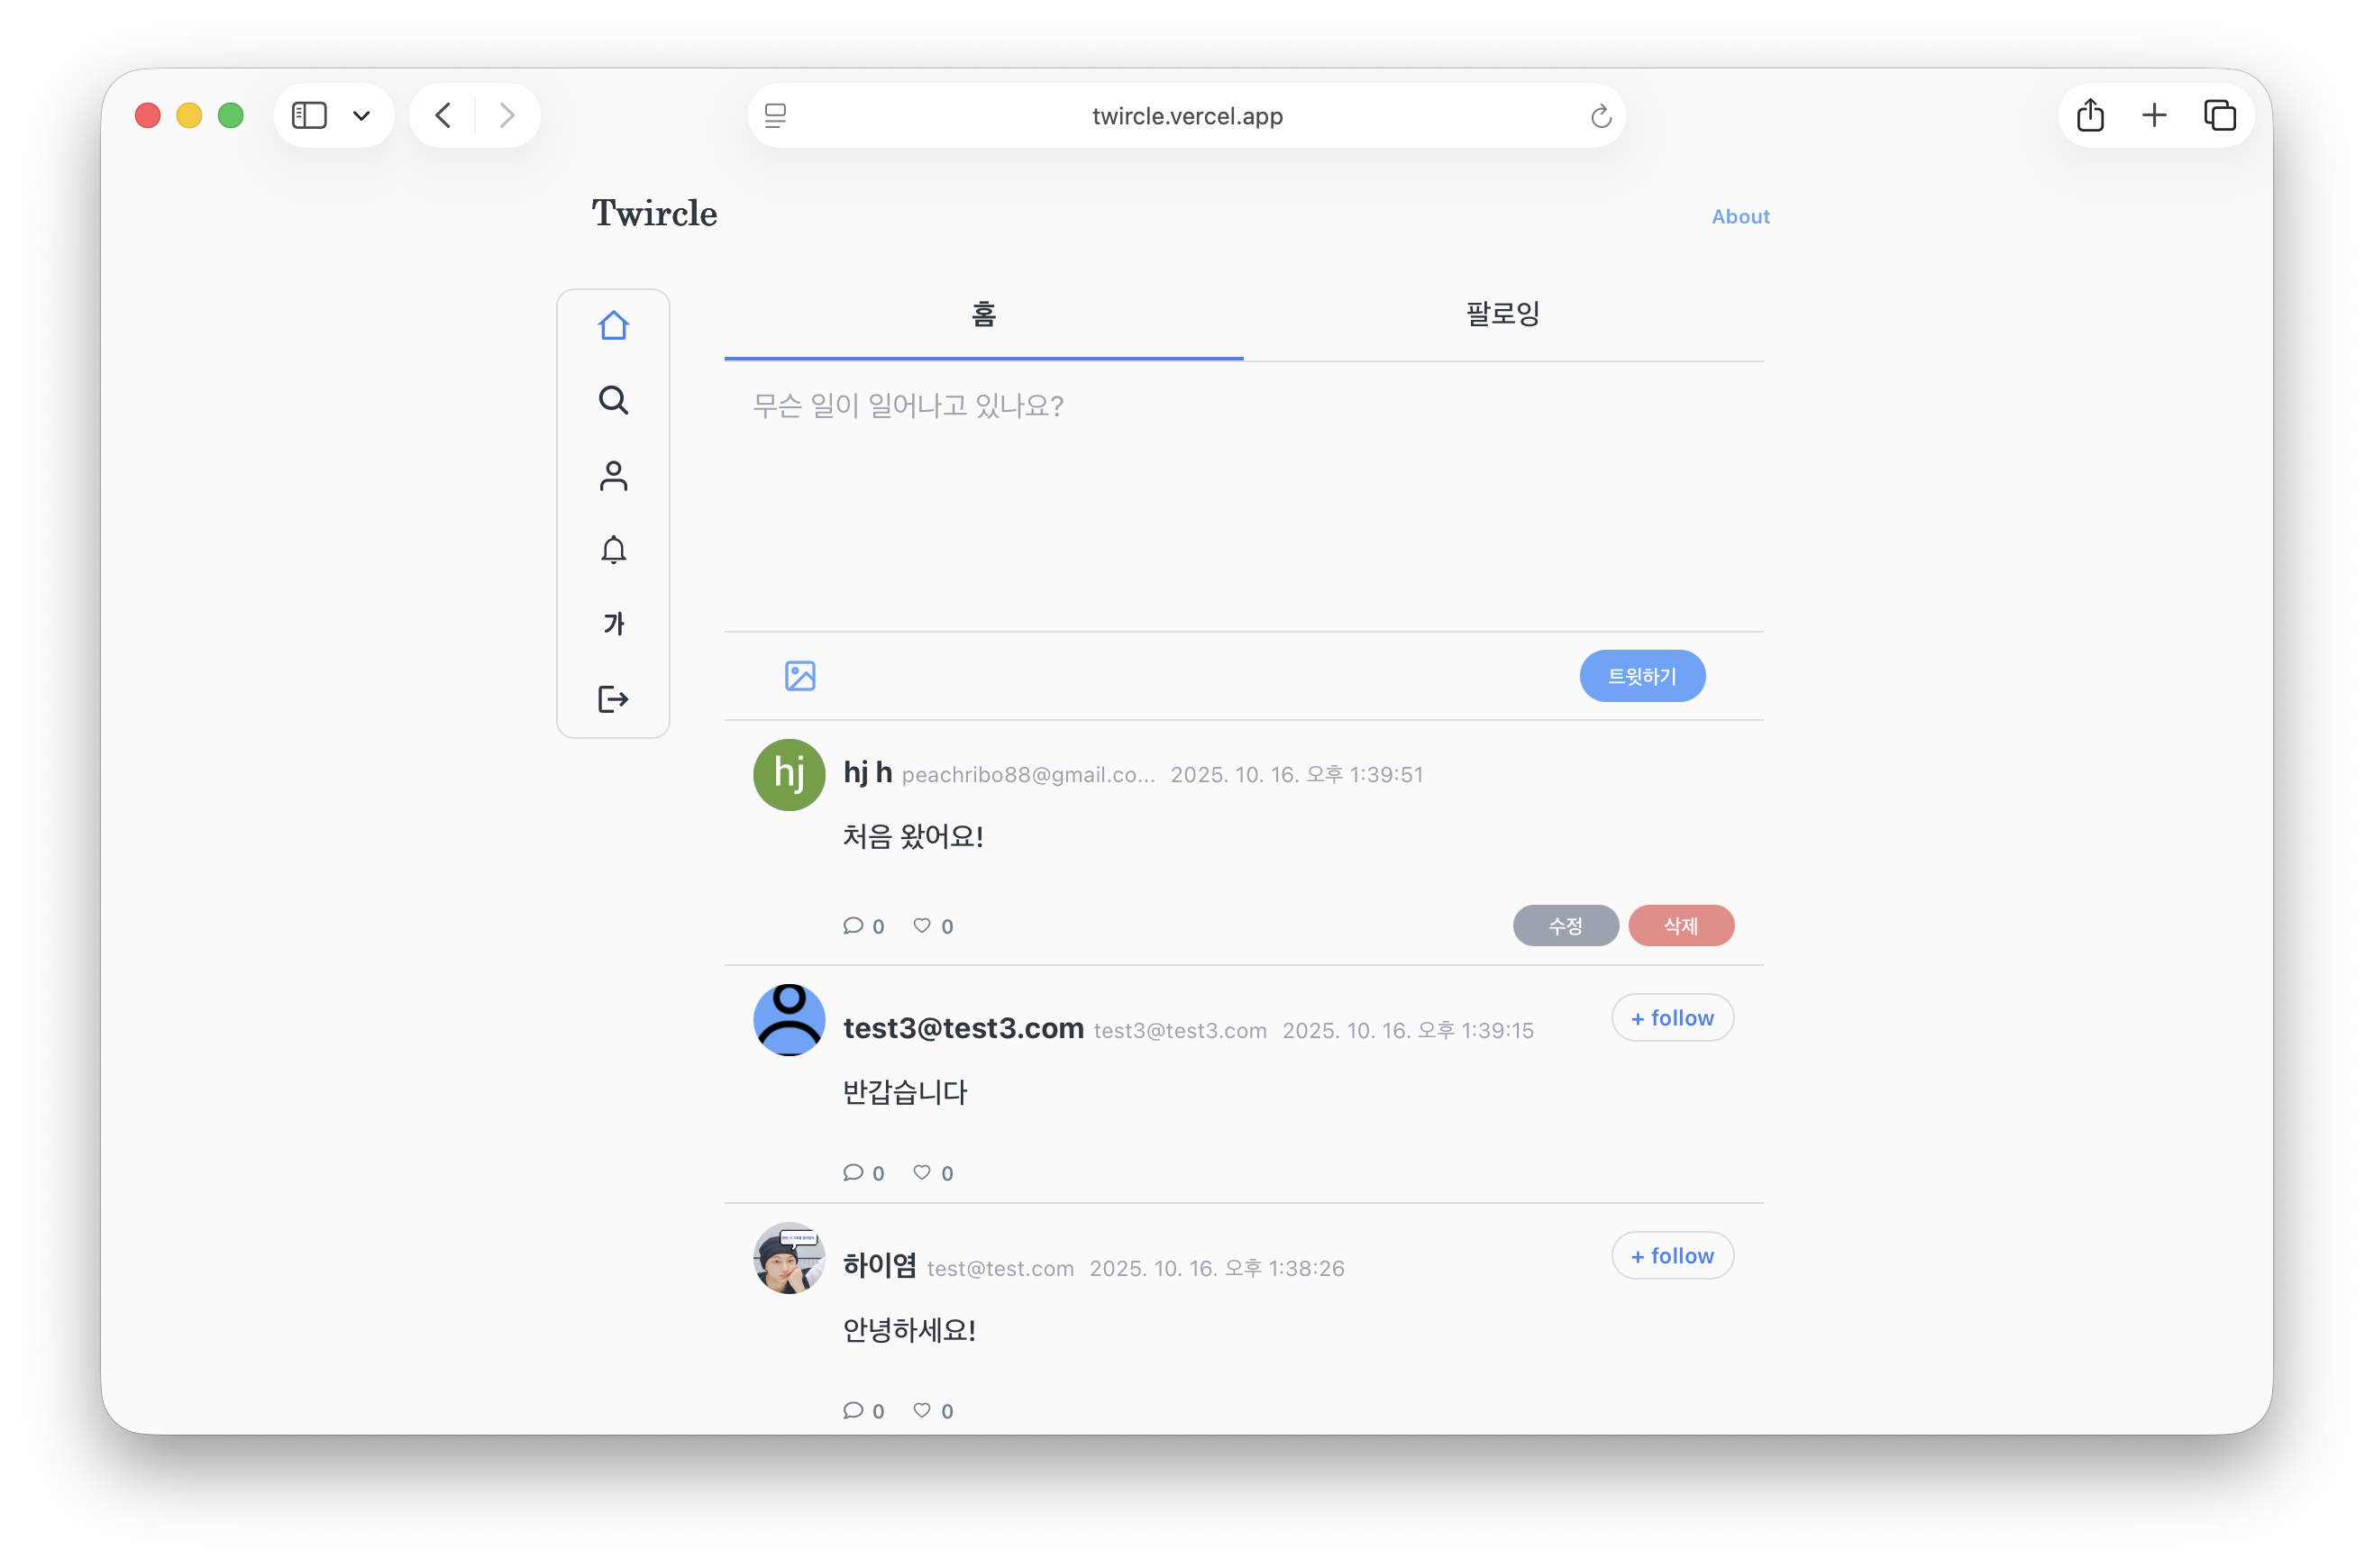 twircle.vercel.app
Twircle
About
홈
팔로잉
무슨 일이 일어나고 있나요?
가
트윗하기
hj
hj h peachribo88@gmail.co... 2025. 10. 16. 오후 1:39:51
처음 왔어요!
0 0
수정 삭제
test3@test3.com test3@test3.com 2025. 10. 16. 오후 1:39:15
+ follow
반갑습니다
0 0
하이염 test@test.com 2025. 10. 16. 오후 1:38:26
+ follow
안녕하세요!
0 0